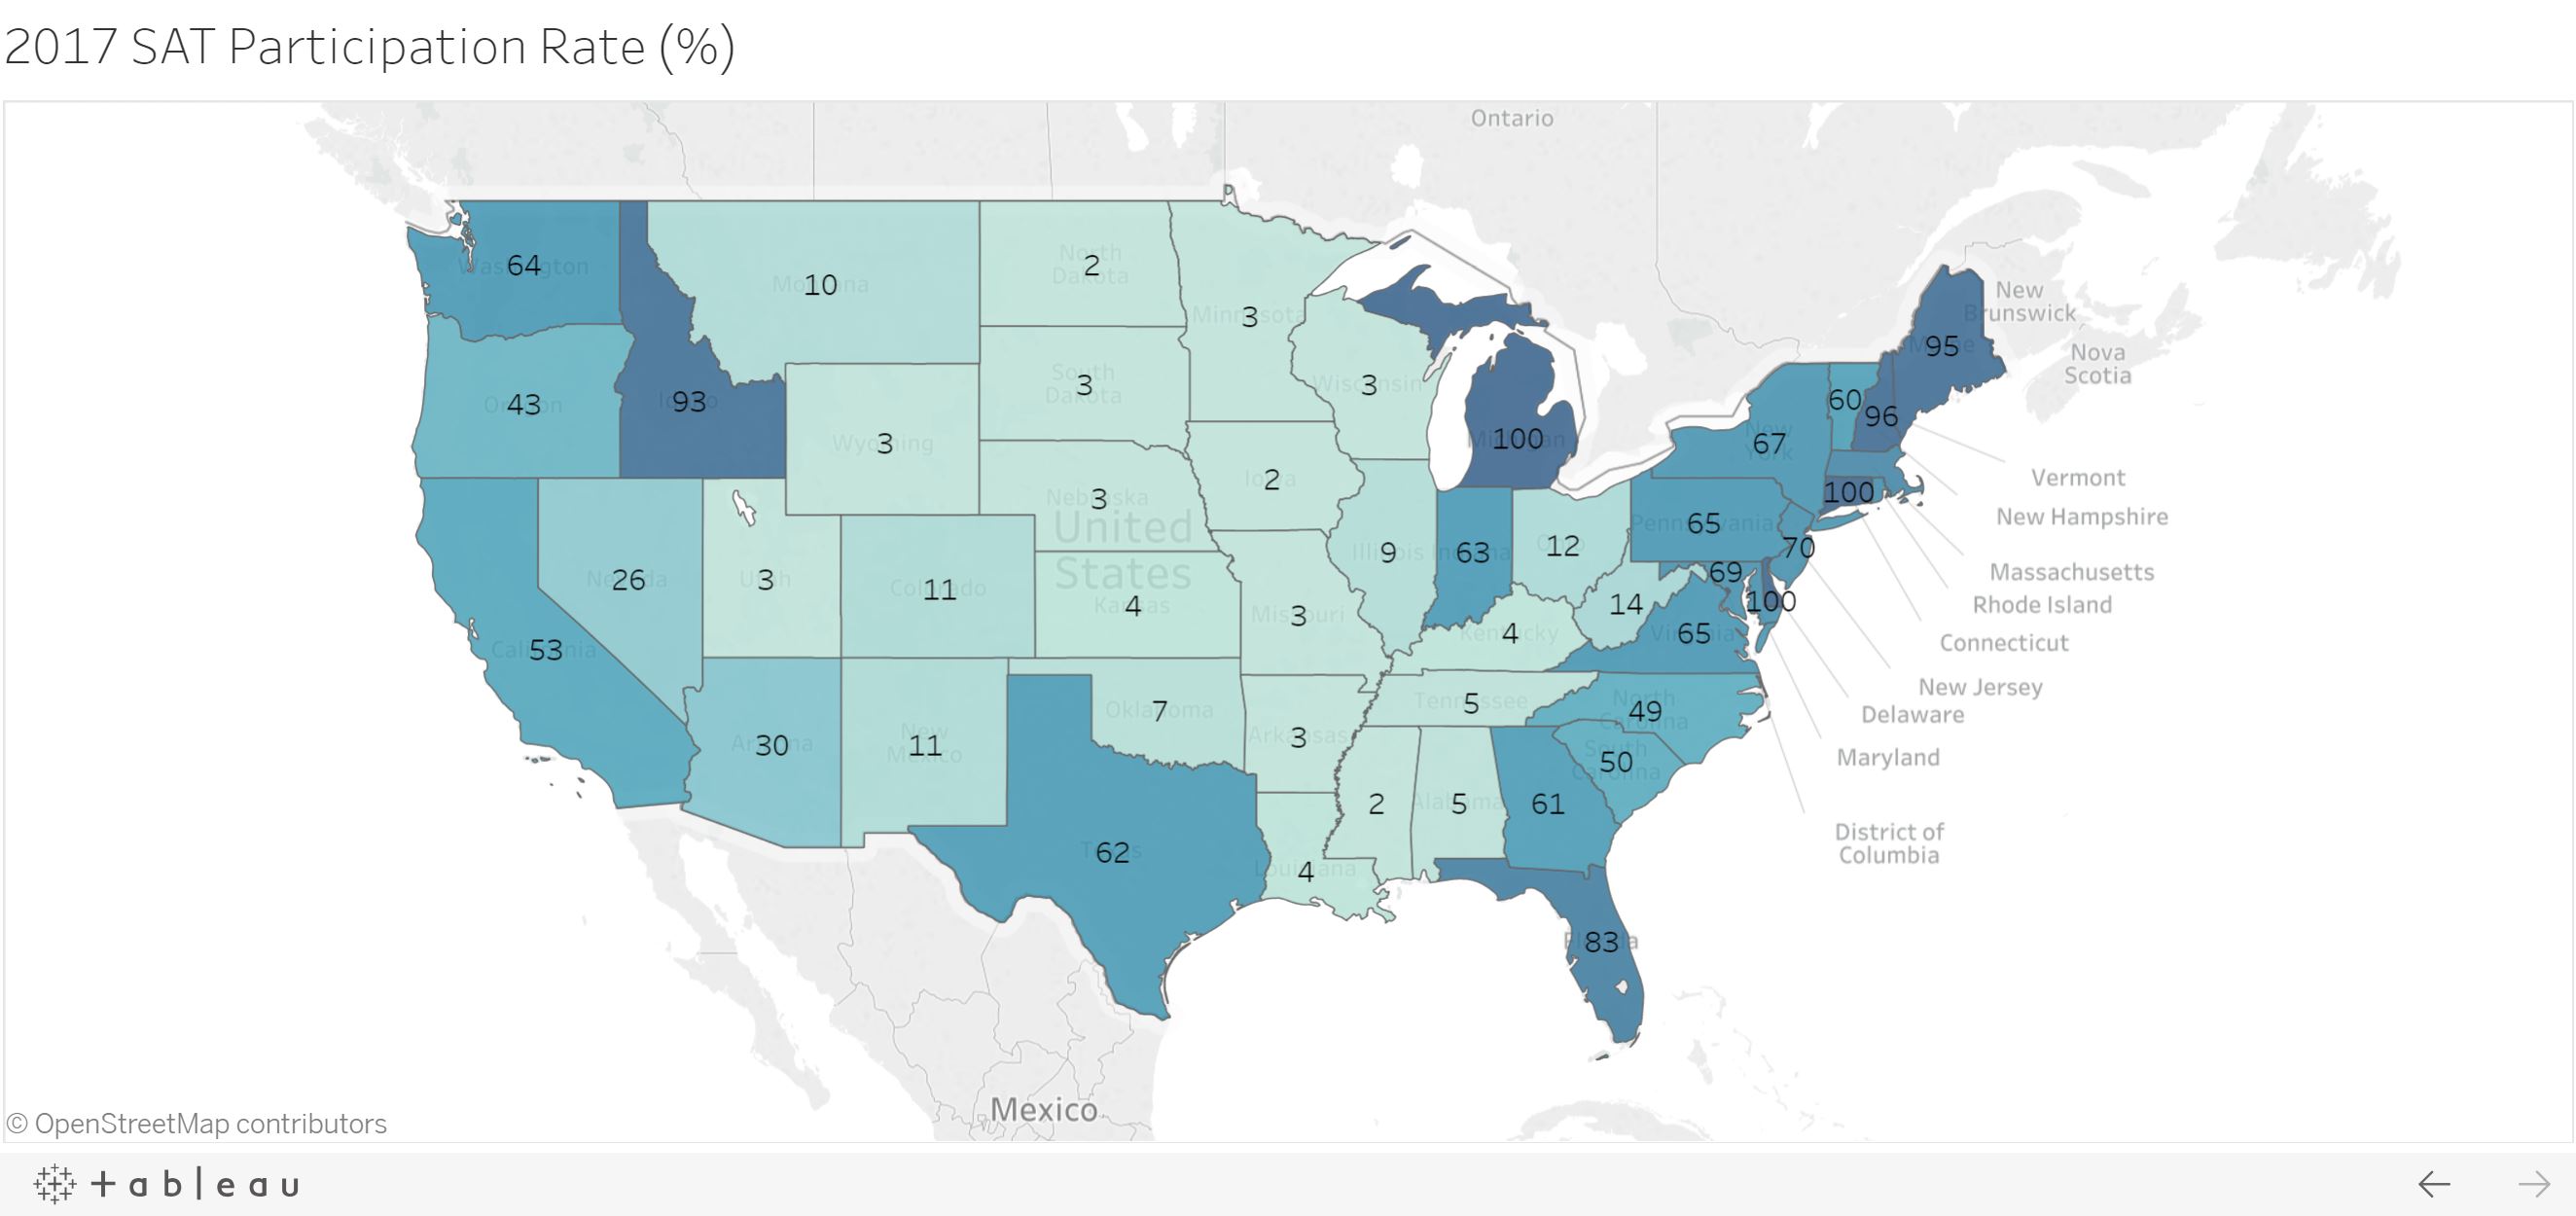 2017 SAT Participation Rate (%)
Ontario
64
Washington
10
Montana
2
North
Dakota
3
Minnesota
New
Brunswick
95
Maine
Nova
Scotia
43
Oregon
93
Idaho
3
South
Dakota
3
Wisconsin
60
96
100
Michigan
67
New
York
3
Wyoming
2
Iowa
3
Nebraska
United
States
Vermont
100
New Hampshire
65
Pennsylvania
70
9
Illinois
63
Indiana
12
Ohio
69
Massachusetts
26
Nevada
3
Utah
11
Colorado
4
Kansas
3
Missouri
14
100
Rhode Island
4
Kentucky
65
Virginia
Connecticut
53
California
New Jersey
5
Tennessee
49
North
Carolina
Delaware
7
Oklahoma
30
Arizona
11
New
Mexico
3
Arkansas
50
South
Carolina
Maryland
2
5
Alabama
61
District of
Columbia
62
Texas
4
Louisiana
83
Florida
Mexico
© OpenStreetMap contributors
+ableau